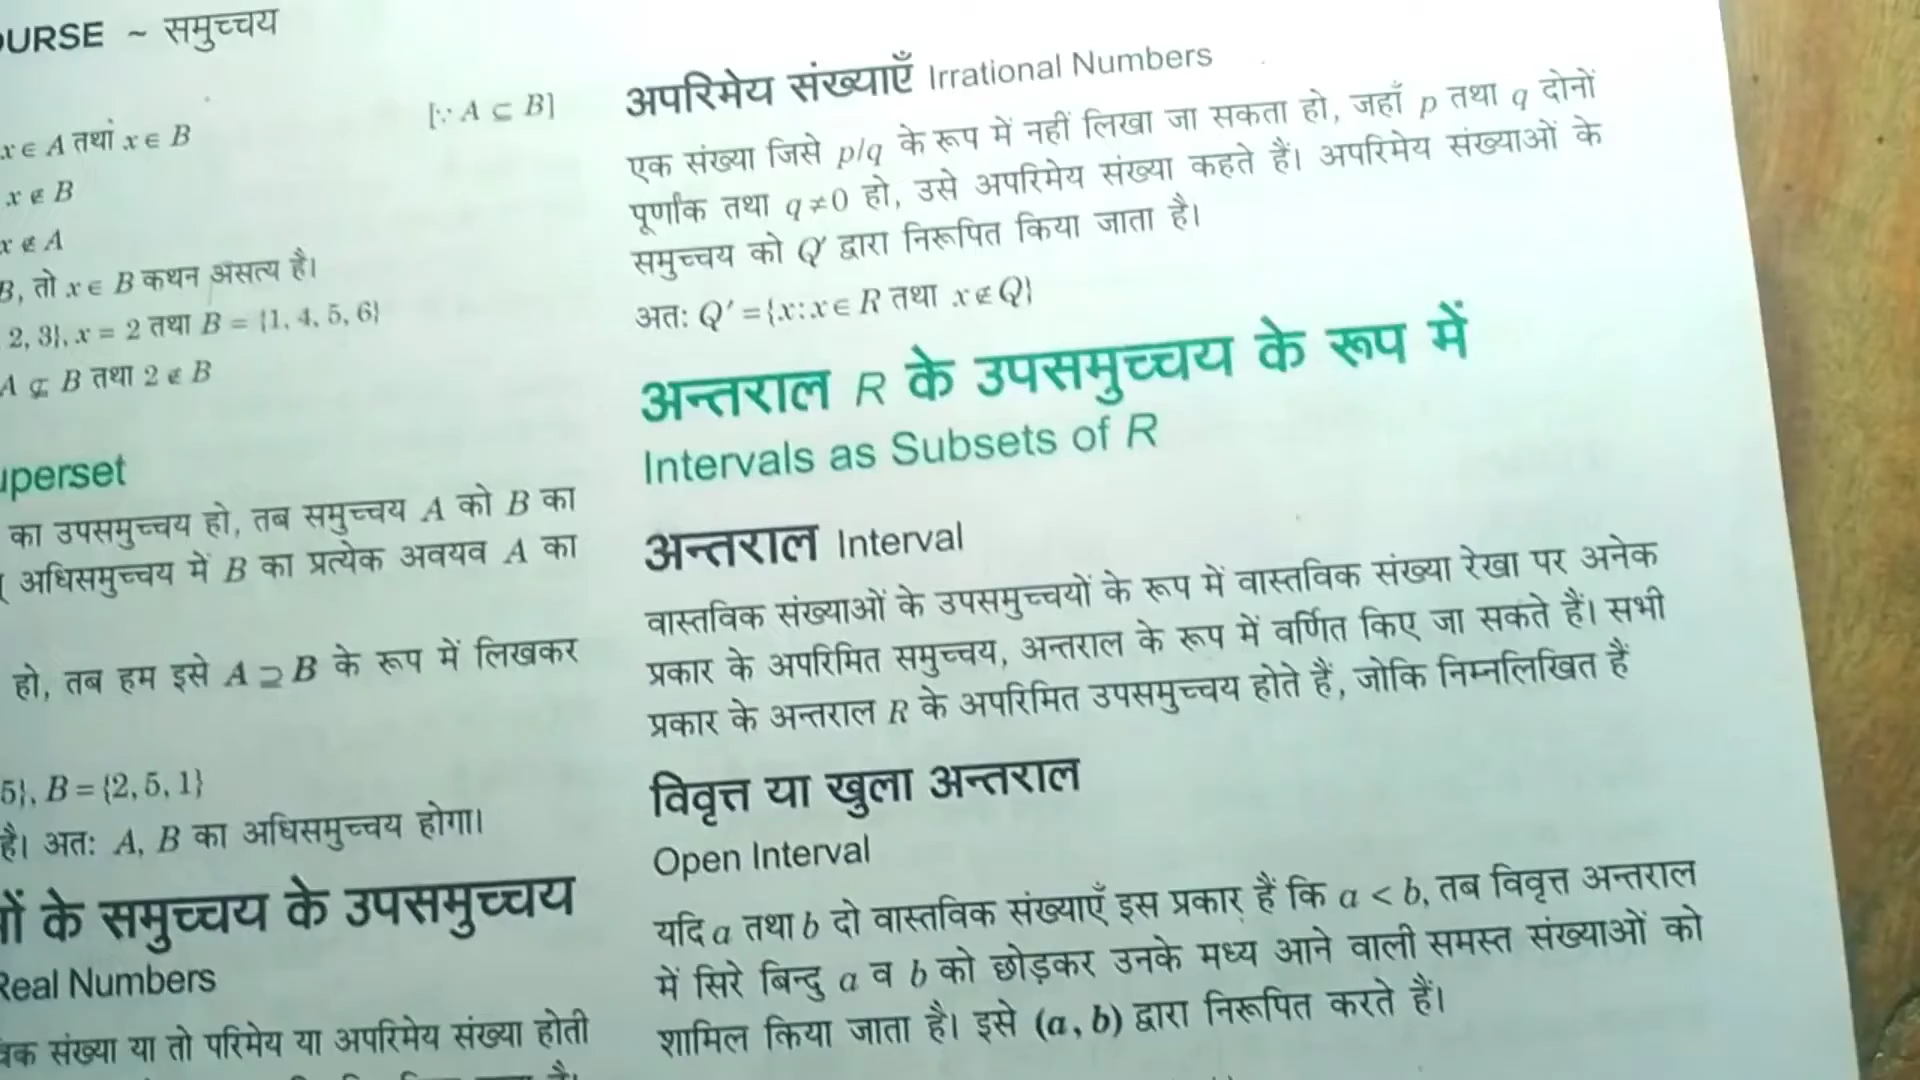 ~ समुच्चय
[∵ A ⊂ B]
x ∈ A तथा x ∈ B
x ∉ B
x ∉ A
B, तो x ∈ B कथन असत्य है।
2, 3}, x = 2 तथा B = {1, 4, 5, 6}
A ⊄ B तथा 2 ∉ B
का उपसमुच्चय हो, तब समुच्चय A को B का
अधिसमुच्चय में B का प्रत्येक अवयव A का
हो, तब हम इसे A ⊇ B के रूप में लिखकर
5}, B = {2, 5, 1}
है। अतः A, B का अधिसमुच्चय होगा।
के समुच्चय के उपसमुच्चय
Real Numbers
संख्या या तो परिमेय या अपरिमेय संख्या होती
अपरिमेय संख्याएँ Irrational Numbers
एक संख्या जिसे p/q के रूप में नहीं लिखा जा सकता हो, जहाँ p तथा q दोनों
पूर्णांक तथा q ≠ 0 हो, उसे अपरिमेय संख्या कहते हैं। अपरिमेय संख्याओं के
समुच्चय को Q' द्वारा निरूपित किया जाता है।
अतः Q' = {x : x ∈ R तथा x ∉ Q}
अन्तराल R के उपसमुच्चय के रूप में
Intervals as Subsets of R
अन्तराल Interval
वास्तविक संख्याओं के उपसमुच्चयों के रूप में वास्तविक संख्या रेखा पर अनेक
प्रकार के अपरिमित समुच्चय, अन्तराल के रूप में वर्णित किए जा सकते हैं। सभी
प्रकार के अन्तराल R के अपरिमित उपसमुच्चय होते हैं, जोकि निम्नलिखित हैं
विवृत्त या खुला अन्तराल
Open Interval
यदि a तथा b दो वास्तविक संख्याएँ इस प्रकार हैं कि a < b, तब विवृत्त अन्तराल
में सिरे बिन्दु a व b को छोड़कर उनके मध्य आने वाली समस्त संख्याओं को
शामिल किया जाता है। इसे (a, b) द्वारा निरूपित करते हैं।